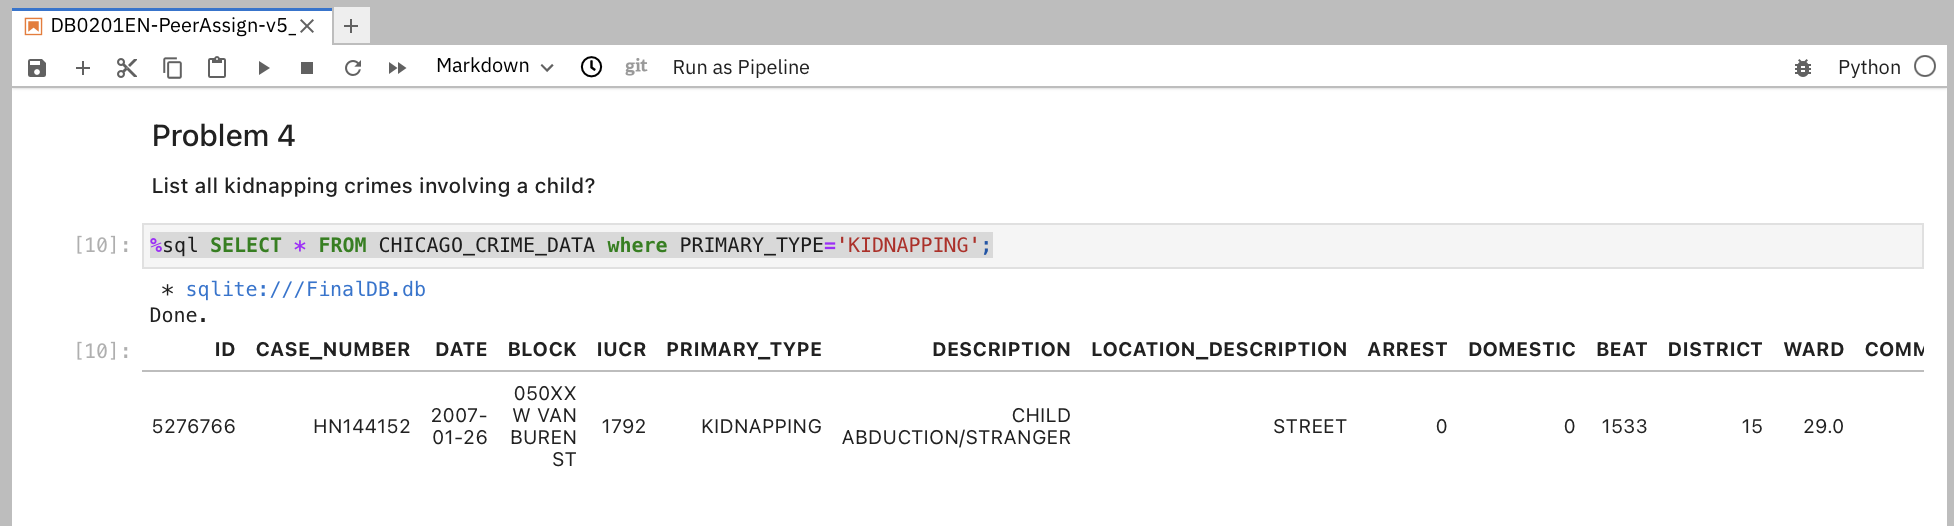 DB0201EN-PeerAssign-v5_
Markdown git Run as Pipeline Python
Problem 4
List all kidnapping crimes involving a child?
[10]: %sql SELECT * FROM CHICAGO_CRIME_DATA where PRIMARY_TYPE='KIDNAPPING';
* sqlite:///FinalDB.db
Done.
[10]: ID CASE_NUMBER DATE BLOCK IUCR PRIMARY_TYPE DESCRIPTION LOCATION_DESCRIPTION ARREST DOMESTIC BEAT DISTRICT WARD COMM
5276766 HN144152 2007-01-26 050XX W VAN BUREN ST 1792 KIDNAPPING CHILD ABDUCTION/STRANGER STREET 0 0 1533 15 29.0